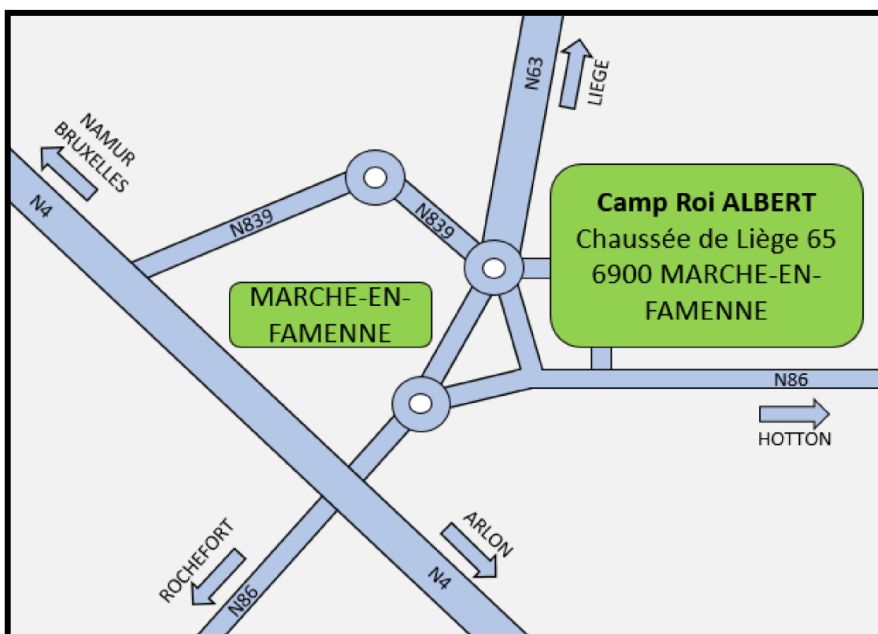 N63
LIEGE
NAMUR
BRUXELLES
N4
N839
N839
Camp Roi ALBERT
Chaussée de Liège 65
6900 MARCHE-EN-
FAMENNE
MARCHE-EN-
FAMENNE
N86
HOTTON
ROCHEFORT
N86
ARLON
N4